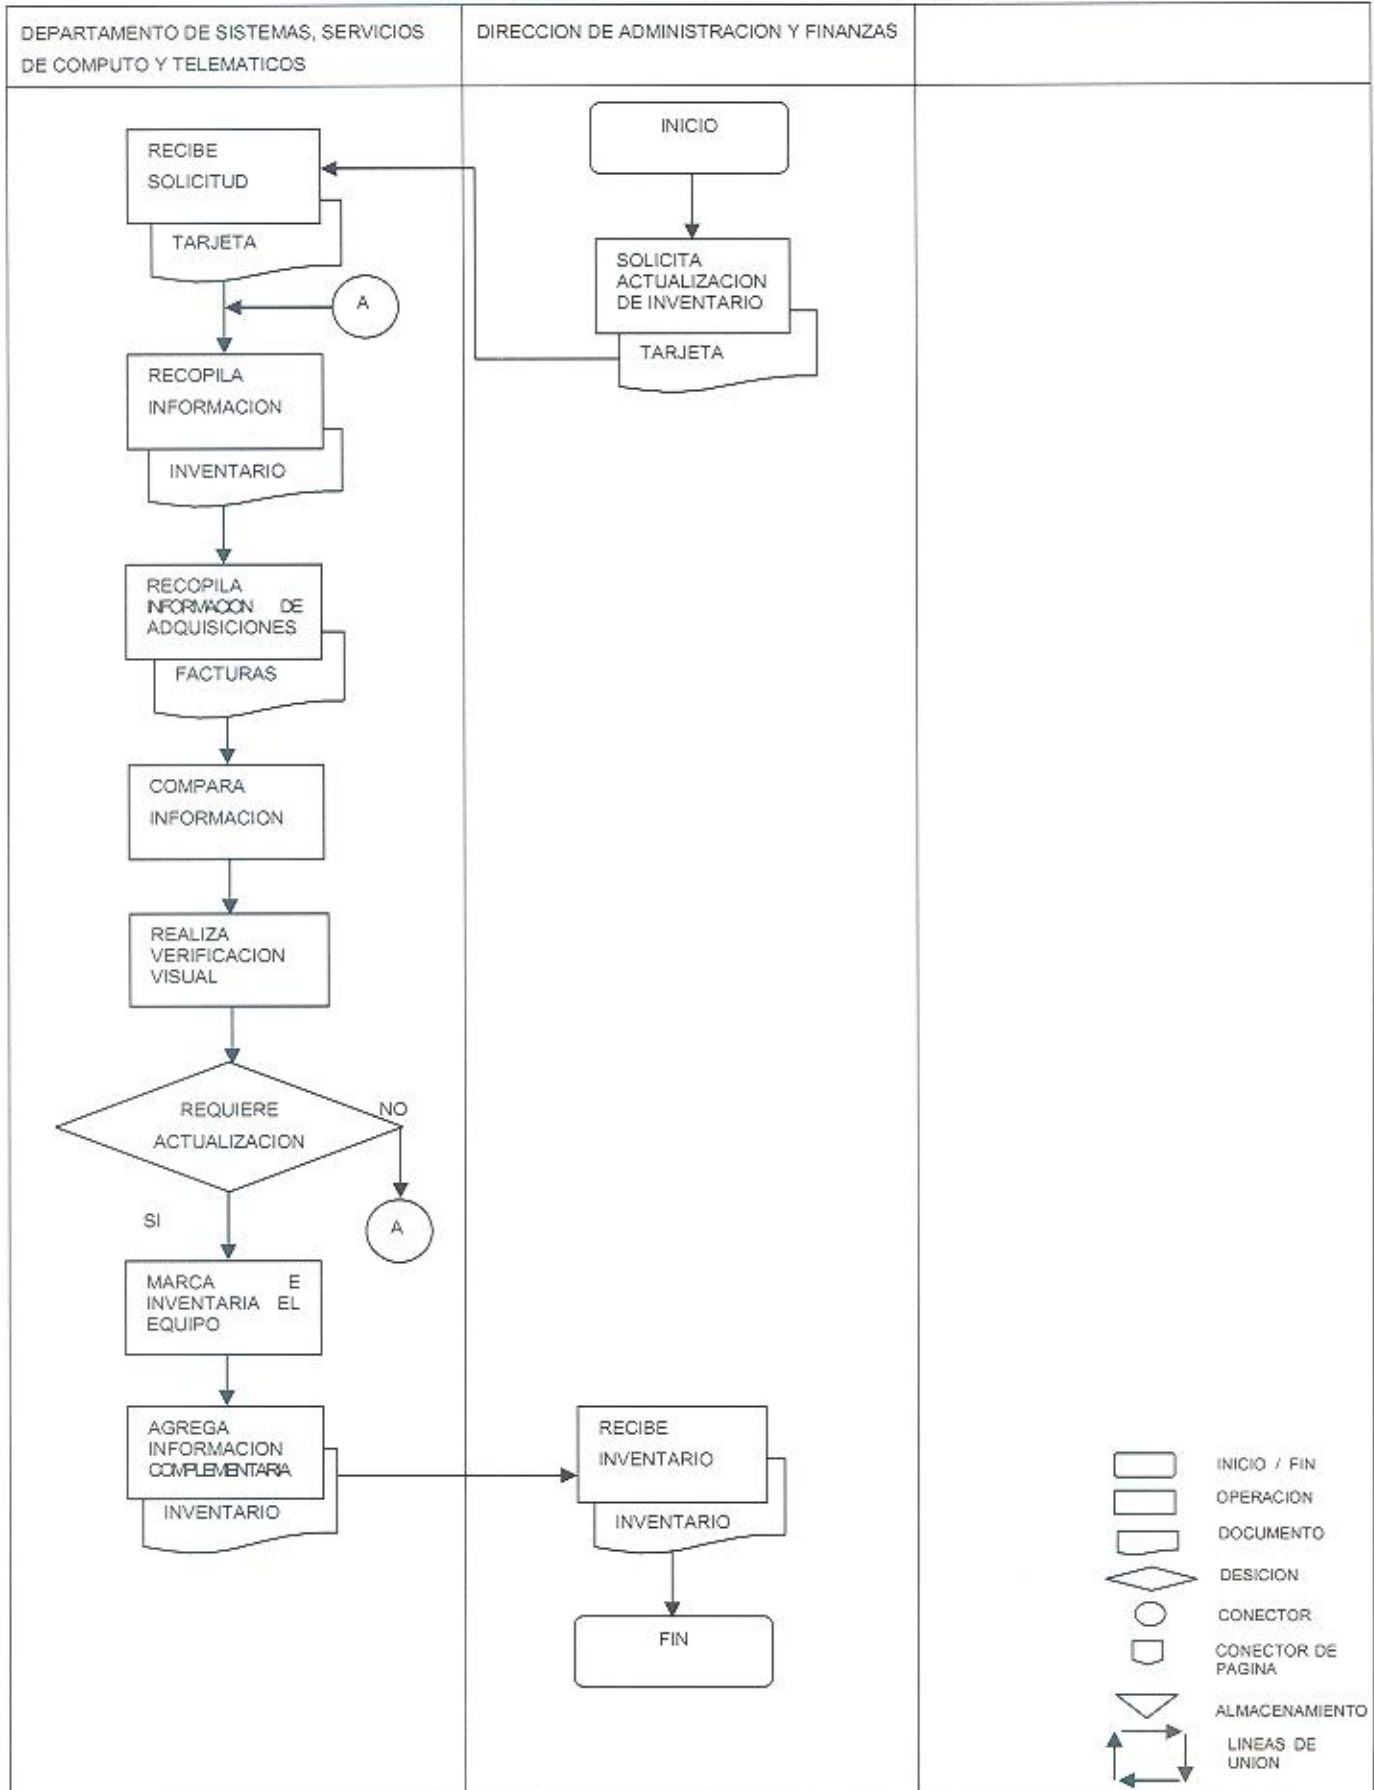 DEPARTAMENTO DE SISTEMAS, SERVICIOS
DE COMPUTO Y TELEMATICOS
DIRECCION DE ADMINISTRACION Y FINANZAS
INICIO
SOLICITA
ACTUALIZACION
DE INVENTARIO
TARJETA
RECIBE
SOLICITUD
TARJETA
A
RECOPILA
INFORMACION
INVENTARIO
RECOPILA
INFORMACION DE
ADQUISICIONES
FACTURAS
COMPARA
INFORMACION
REALIZA
VERIFICACION
VISUAL
REQUIERE
ACTUALIZACION
NO
A
SI
MARCA E
INVENTARIA EL
EQUIPO
AGREGA
INFORMACION
COMPLEMENTARIA
INVENTARIO
RECIBE
INVENTARIO
INVENTARIO
FIN
INICIO / FIN
OPERACION
DOCUMENTO
DESICION
CONECTOR
CONECTOR DE
PAGINA
ALMACENAMIENTO
LINEAS DE
UNION